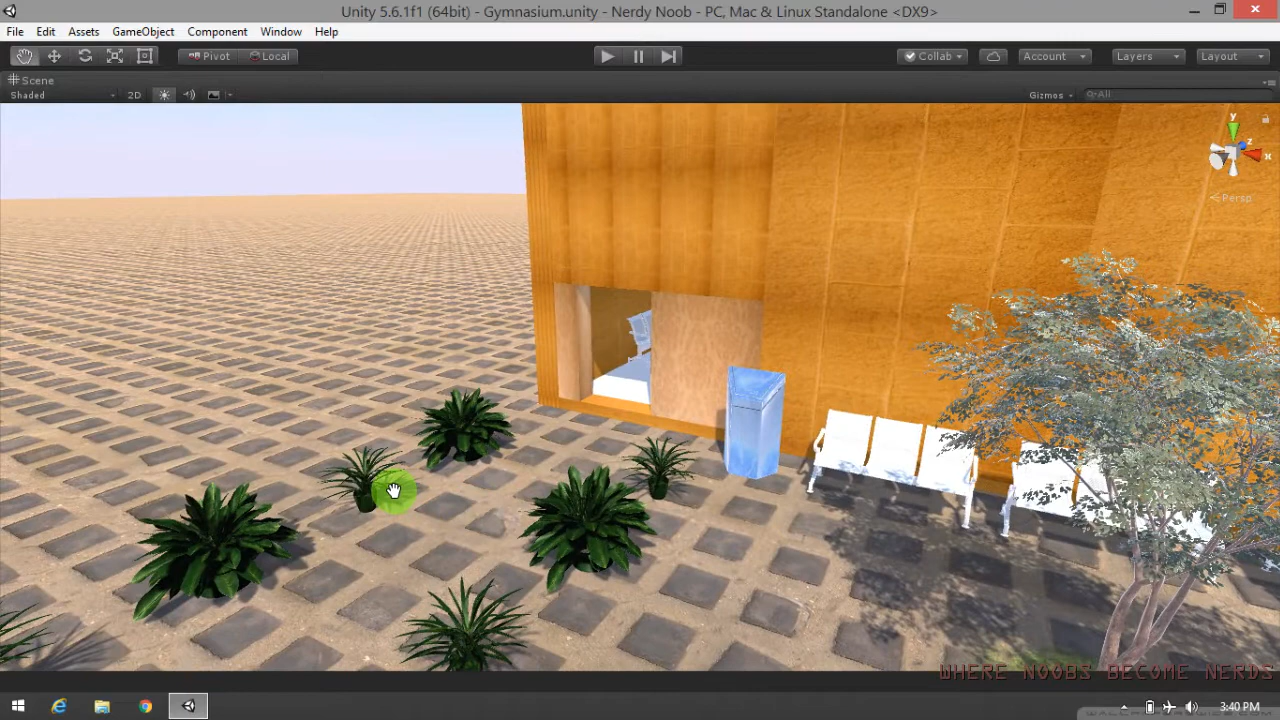 Unity 5.6.1f1 (64bit) - Gymnasium.unity - Nerdy Noob - PC, Mac & Linux Standalone <DX9>
File Edit Assets GameObject Component Window Help
Pivot Local Collab Account Layers Layout
Scene
Shaded 2D Gizmos All
y
z
x
Persp
WHERE NOOBS BECOME NERDS
3:40 PM